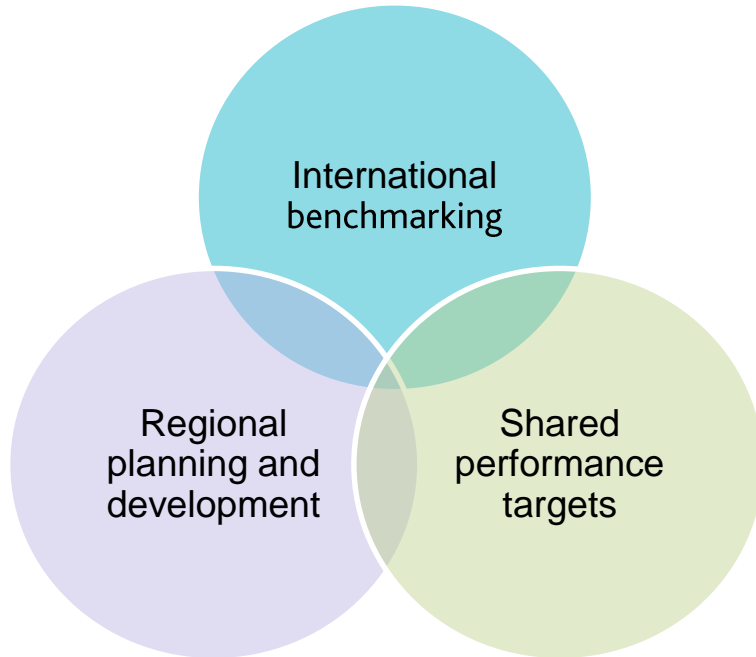 International
benchmarking
Regional
planning and
development
Shared
performance
targets